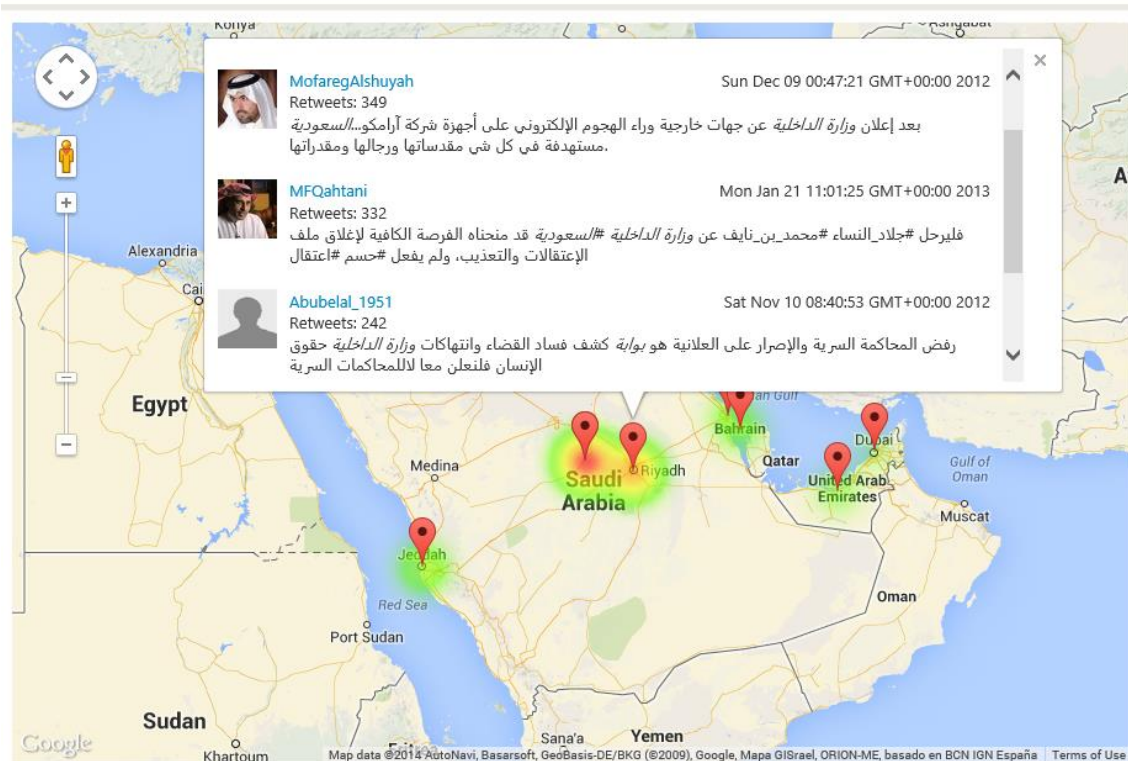 Konya
Ashgabat
×
MofaregAlshuyah
Sun Dec 09 00:47:21 GMT+00:00 2012
Retweets: 349
بعد إعلان وزارة الداخلية عن جهات خارجية وراء الهجوم الإلكتروني على أجهزة شركة آرامكو...السعودية
مستهدفة في كل شي مقدساتها ورجالها ومقدراتها.
MFQahtani
Mon Jan 21 11:01:25 GMT+00:00 2013
Retweets: 332
فليرحل #جلاد_النساء #محمد_بن_نايف عن وزارة الداخلية #السعودية قد منحناه الفرصة الكافية لإغلاق ملف
الإعتقالات والتعذيب، ولم يفعل #حسم #اعتقال
Abubelal_1951
Sat Nov 10 08:40:53 GMT+00:00 2012
Retweets: 242
رفض المحاكمة السرية والإصرار على العلانية هو بوابة كشف فساد القضاء وانتهاكات وزارة الداخلية حقوق
الإنسان فلنعلن معا لاللمحاكمات السرية
A
Alexandria
Cai
Egypt
an Gulf
Bahrain
Dubai
Medina
Saudi
Arabia
Riyadh
Qatar
United Arab
Emirates
Gulf of
Oman
Muscat
Jeddah
Red Sea
Oman
Port Sudan
Sudan
Google
Khartoum
Eritrea
Sana'a
Yemen
Map data ©2014 AutoNavi, Basarsoft, GeoBasis-DE/BKG (©2009), Google, Mapa GISrael, ORION-ME, basado en BCN IGN España
Terms of Use